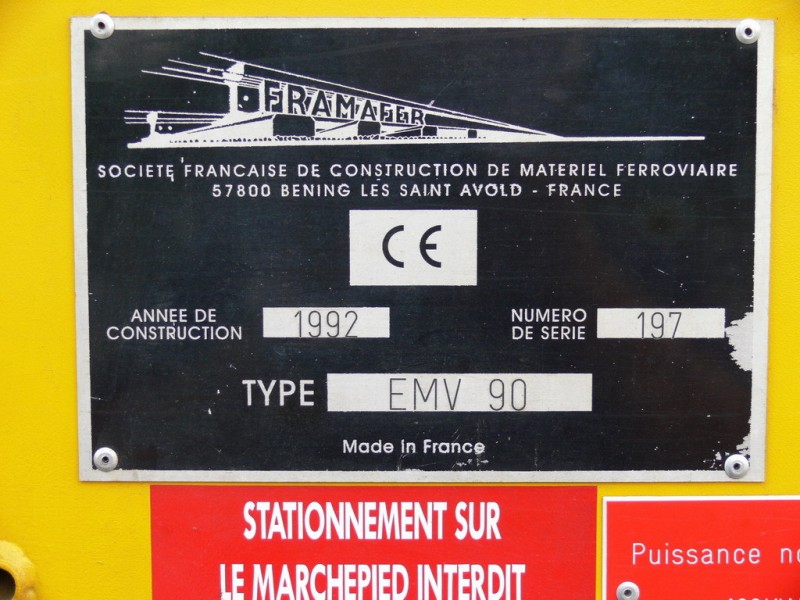 FRAMAFER
SOCIETE FRANCAISE DE CONSTRUCTION DE MATERIEL FERROVIAIRE
57800 BENING LES SAINT AVOLD - FRANCE
CE
ANNEE DE CONSTRUCTION 1992
NUMERO DE SERIE 197
TYPE EMV 90
Made in France
STATIONNEMENT SUR
LE MARCHEPIED INTERDIT
Puissance